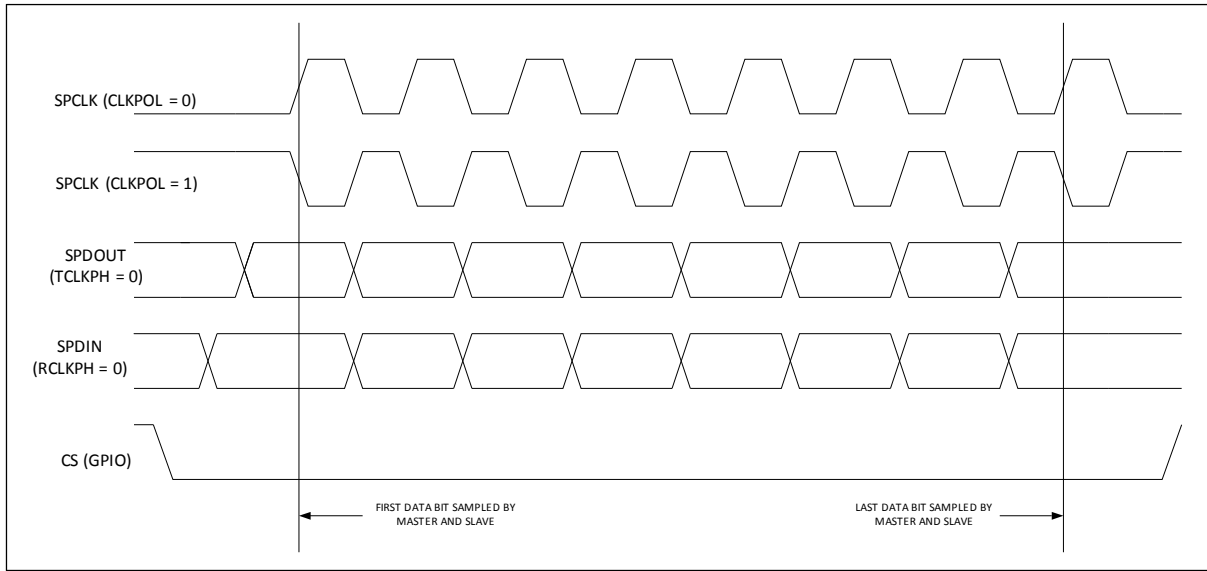 SPCLK (CLKPOL = 0)
SPCLK (CLKPOL = 1)
SPDOUT
(TCLKPH = 0)
SPDIN
(RCLKPH = 0)
CS (GPIO)
FIRST DATA BIT SAMPLED BY
MASTER AND SLAVE
LAST DATA BIT SAMPLED BY
MASTER AND SLAVE